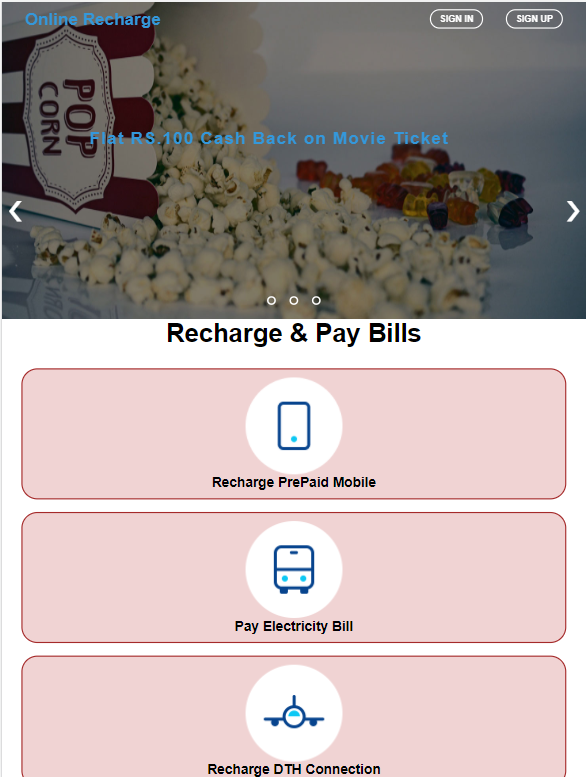 Online Recharge
SIGN IN
SIGN UP
POP
CORN
Flat RS.100 Cash Back on Movie Ticket
Recharge & Pay Bills
Recharge PrePaid Mobile
Pay Electricity Bill
Recharge DTH Connection